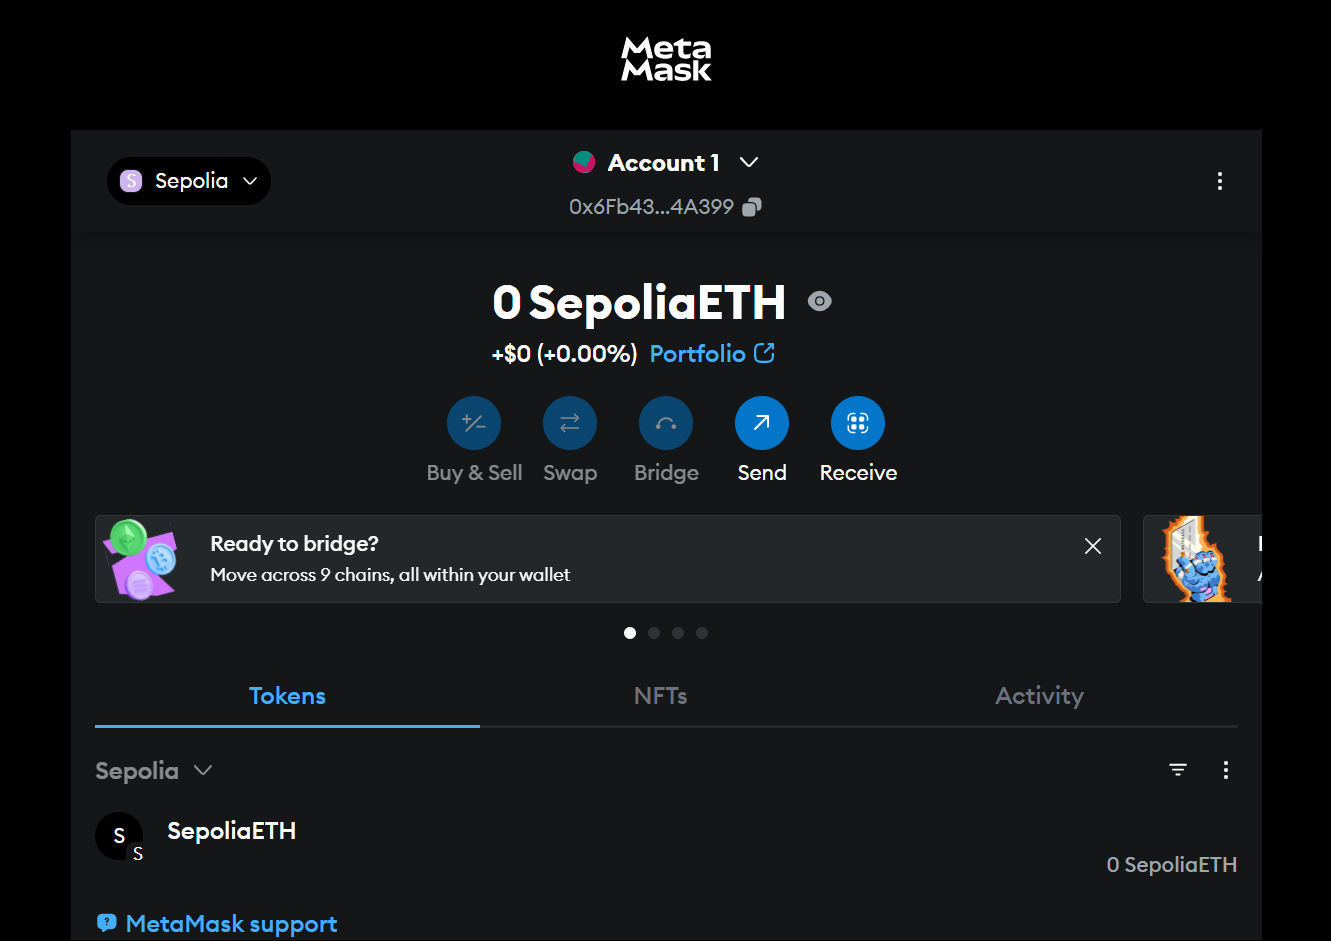 Meta
Mask
S Sepolia
Account 1
0x6Fb43...4A399
0 SepoliaETH
+$0 (+0.00%) Portfolio
Buy & Sell Swap Bridge Send Receive
Ready to bridge?
Move across 9 chains, all within your wallet
Tokens NFTs Activity
Sepolia
S
S
SepoliaETH
0 SepoliaETH
MetaMask support